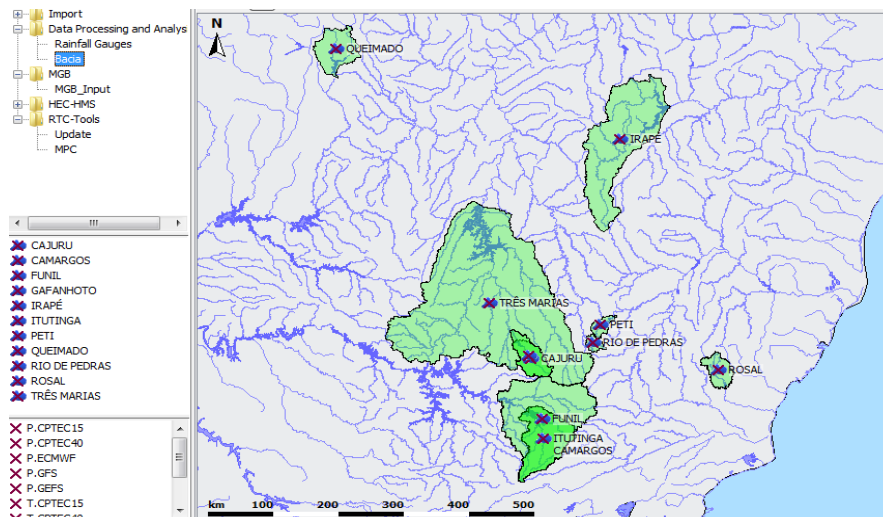 Import
Data Processing and Analys
Rainfall Gauges
Bacia
MGB
MGB_Input
HEC-HMS
RTC-Tools
Update
MPC
CAJURU
CAMARGOS
FUNIL
GAFANHOTO
IRAPÉ
ITUTINGA
PETI
QUEIMADO
RIO DE PEDRAS
ROSAL
TRÊS MARIAS
P.CPTEC15
P.CPTEC40
P.ECMWF
P.GFS
P.GEFS
T.CPTEC15
N
QUEIMADO
IRAPÉ
TRÊS MARIAS
PETI
RIO DE PEDRAS
CAJURU
ROSAL
FUNIL
ITUTINGA
CAMARGOS
km 100 200 300 400 500